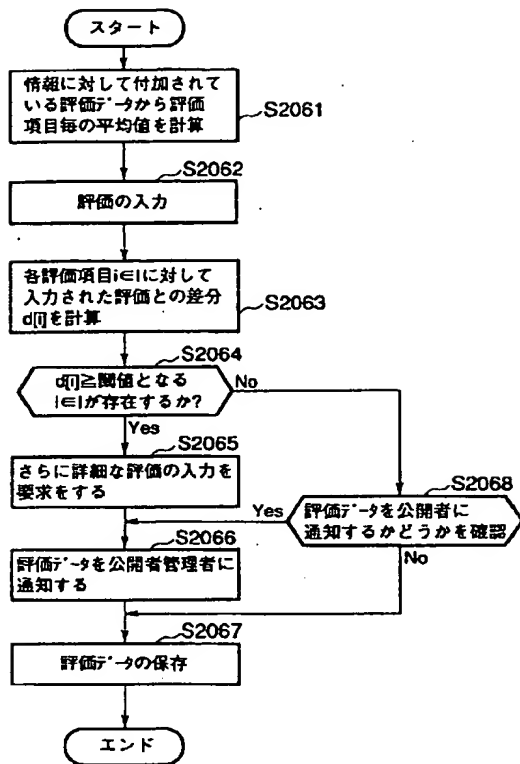 スタート
情報に対して付加されて
いる評価データから評価
項目毎の平均値を計算
S2061
S2062
評価の入力
各評価項目i∈Iに対して
入力された評価との差分
d[i]を計算
S2063
S2064
d[i]≧閾値となる
i∈Iが存在するか?
No
Yes
S2065
さらに詳細な評価の入力を
要求をする
S2068
評価データを公開者に
通知するかどうかを確認
Yes
No
S2066
評価データを公開者管理者に
通知する
S2067
評価データの保存
エンド